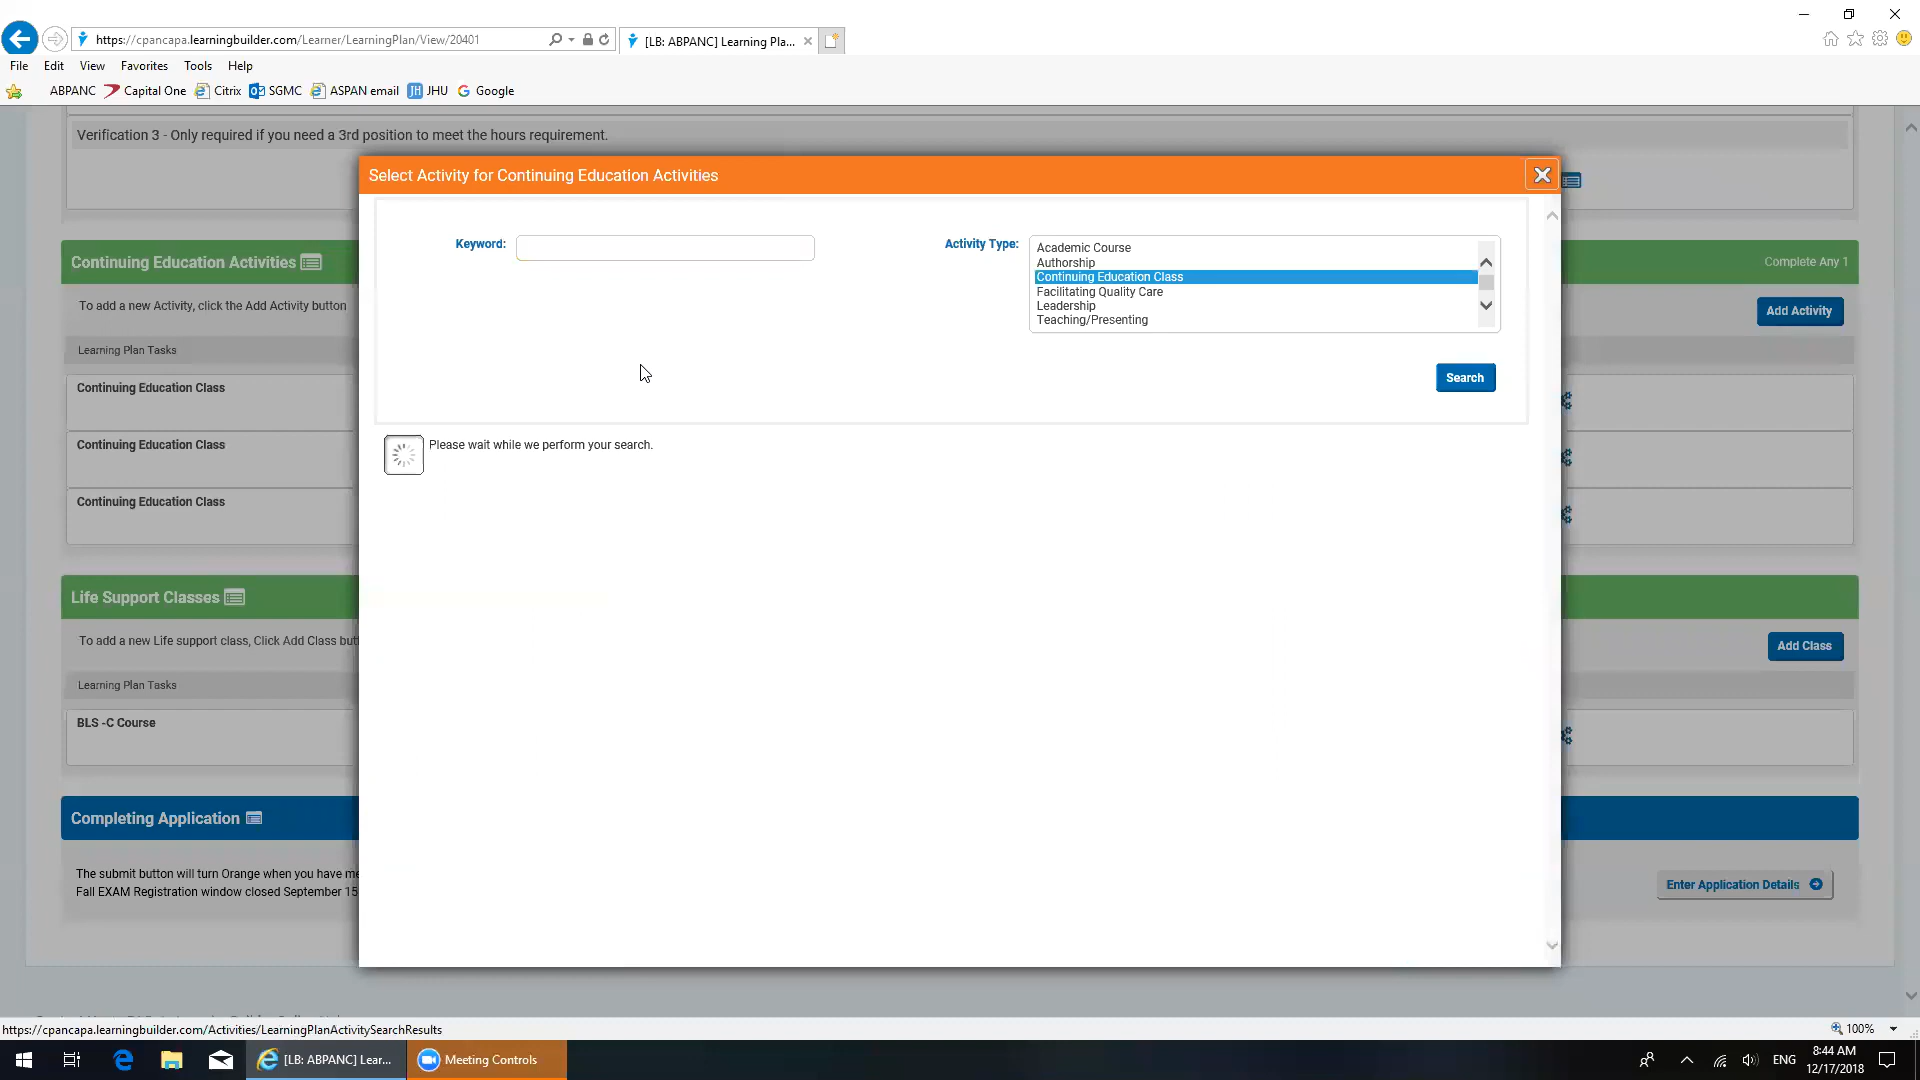 https://cpancapa.learningbuilder.com/Learner/LearningPlan/View/20401
[LB: ABPANC] Learning Pla...
File Edit View Favorites Tools Help
ABPANC Capital One Citrix SGMC ASPAN email JH JHU Google
Verification 3 - Only required if you need a 3rd position to meet the hours requirement.
Select Activity for Continuing Education Activities
Keyword:
Activity Type:
Academic Course
Authorship
Continuing Education Class
Facilitating Quality Care
Leadership
Teaching/Presenting
Search
Please wait while we perform your search.
Continuing Education Activities
Complete Any 1
To add a new Activity, click the Add Activity button
Add Activity
Learning Plan Tasks
Continuing Education Class
Continuing Education Class
Continuing Education Class
Life Support Classes
To add a new Life support class, Click Add Class but
Add Class
Learning Plan Tasks
BLS -C Course
Completing Application
The submit button will turn Orange when you have me
Fall EXAM Registration window closed September 15
Enter Application Details
https://cpancapa.learningbuilder.com/Activities/LearningPlanActivitySearchResults
100%
[LB: ABPANC] Lear...
Meeting Controls
ENG
8:44 AM
12/17/2018